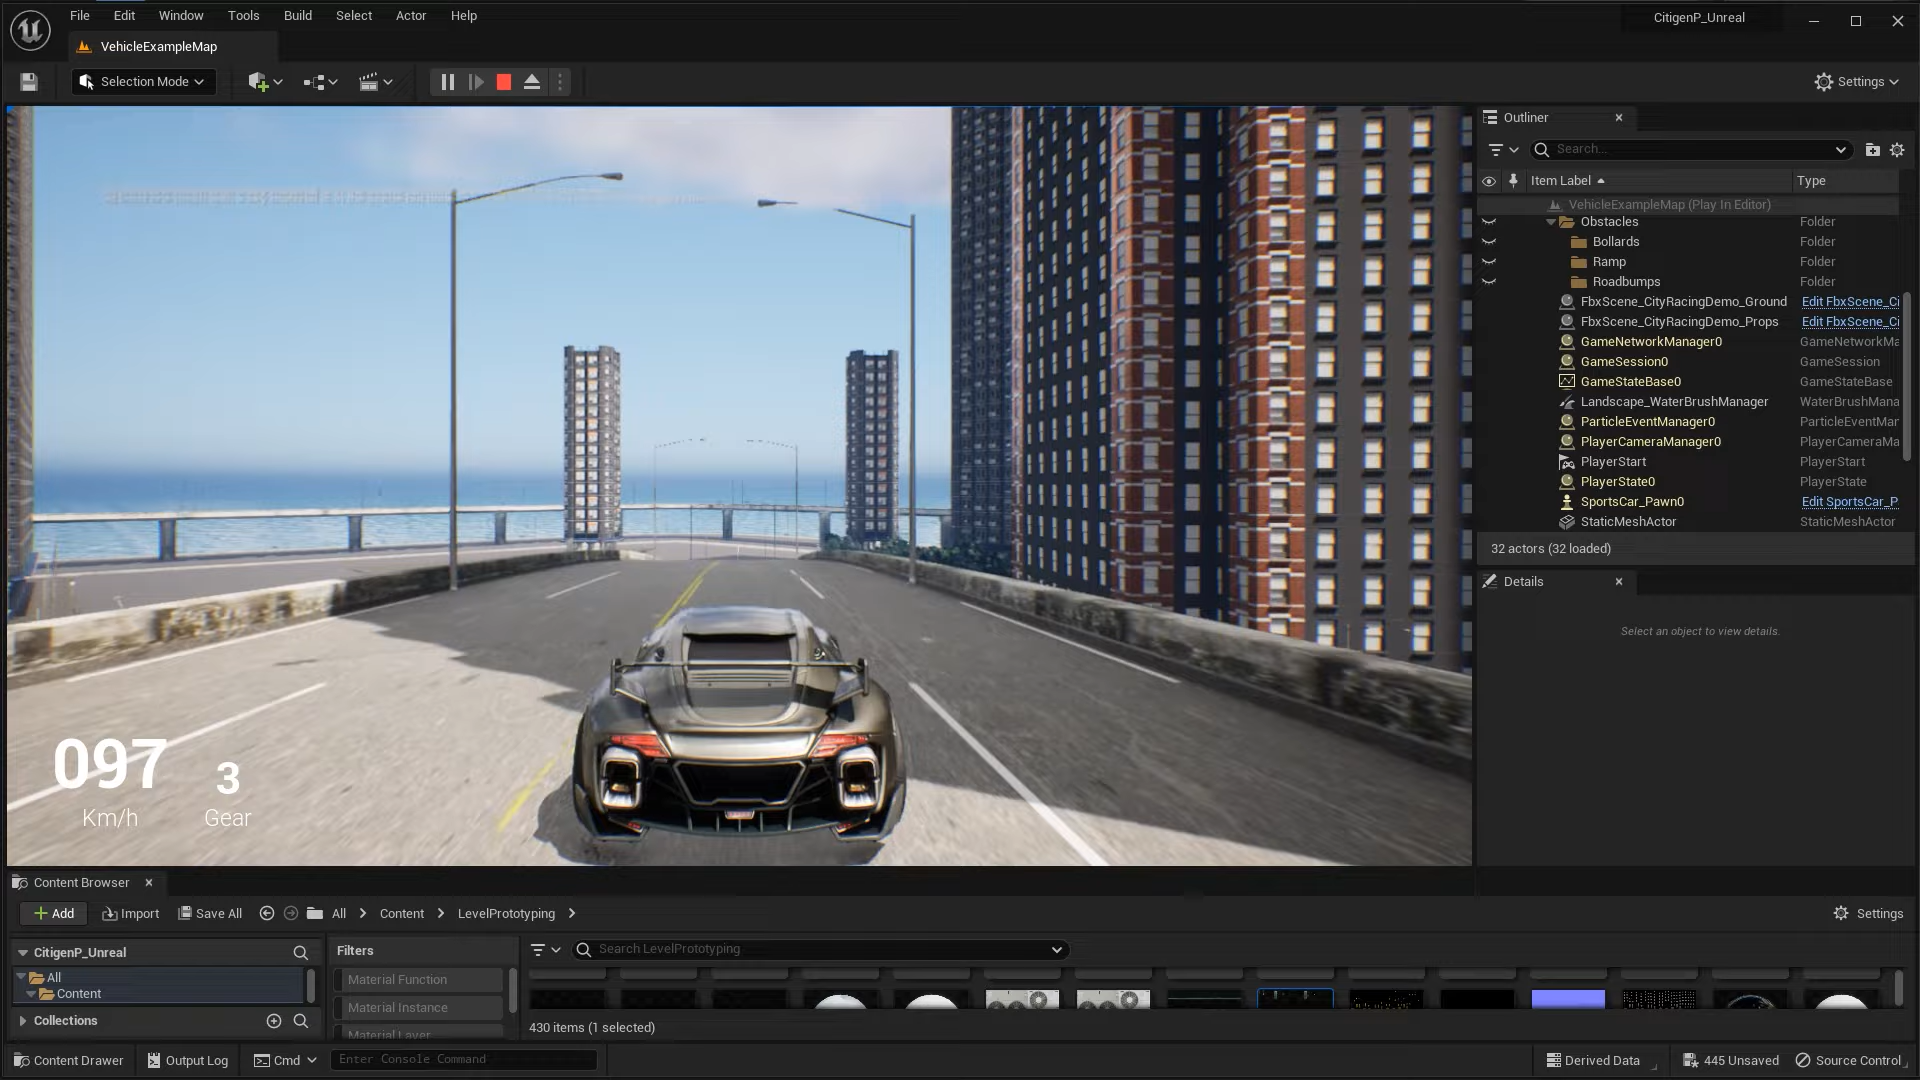 File Edit Window Tools Build Select Actor Help
CitigenP_Unreal
VehicleExampleMap
Selection Mode
Settings
Outliner
Search...
Item Label Type
VehicleExampleMap (Play In Editor)
Obstacles Folder
Bollards Folder
Ramp Folder
Roadbumps Folder
FbxScene_CityRacingDemo_Ground Edit FbxScene_Ci
FbxScene_CityRacingDemo_Props Edit FbxScene_Ci
GameNetworkManager0 GameNetworkMa
GameSession0 GameSession
GameStateBase0 GameStateBase
Landscape_WaterBrushManager WaterBrushMana
ParticleEventManager0 ParticleEventMar
PlayerCameraManager0 PlayerCameraMa
PlayerStart PlayerStart
PlayerState0 PlayerState
SportsCar_Pawn0 Edit SportsCar_P
StaticMeshActor StaticMeshActor
32 actors (32 loaded)
Details
Select an object to view details.
097 3
Km/h Gear
Content Browser
Add Import Save All All Content LevelPrototyping Settings
CitigenP_Unreal
All
Content
Collections
Filters
Material Function
Material Instance
Material Layer
Search LevelPrototyping
430 items (1 selected)
Content Drawer Output Log Cmd Enter Console Command Derived Data 445 Unsaved Source Control